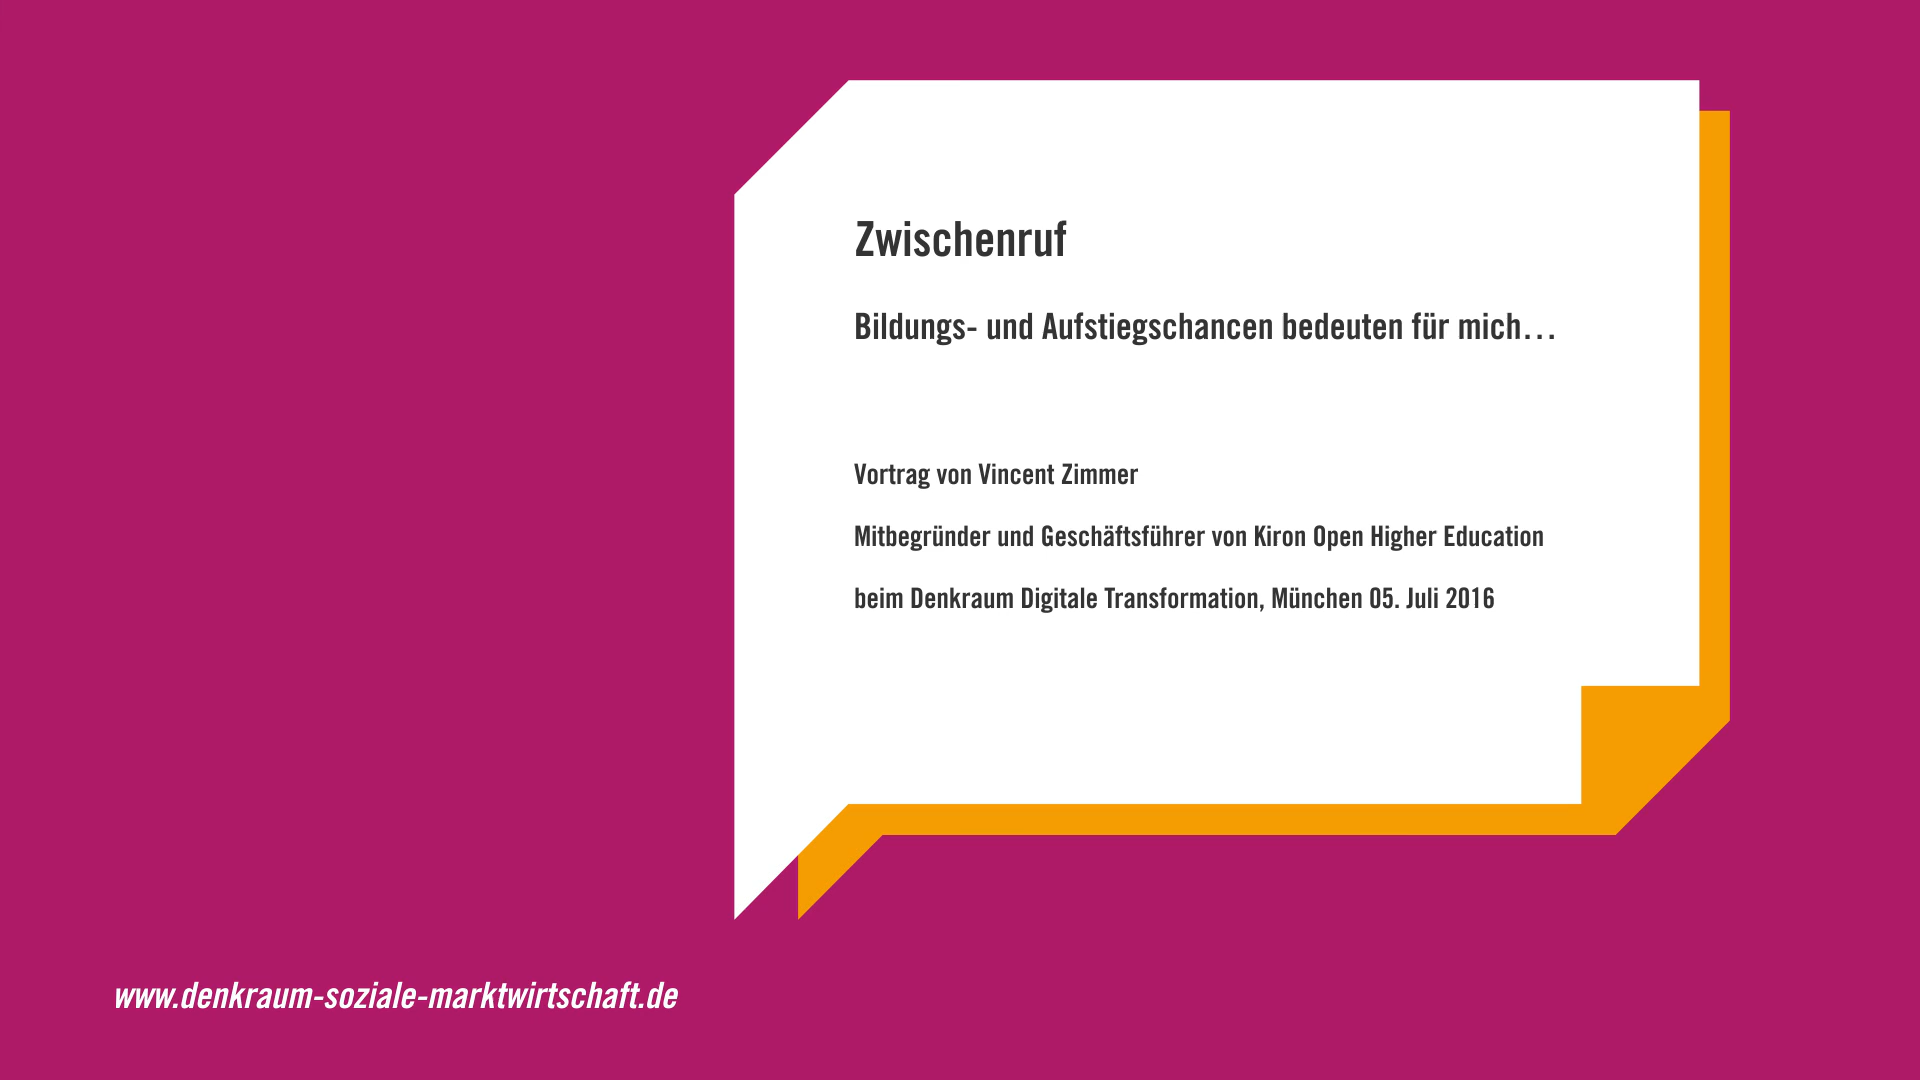 Zwischenruf
Bildungs- und Aufstiegschancen bedeuten für mich…
Vortrag von Vincent Zimmer
Mitbegründer und Geschäftsführer von Kiron Open Higher Education
beim Denkraum Digitale Transformation, München 05. Juli 2016
www.denkraum-soziale-marktwirtschaft.de